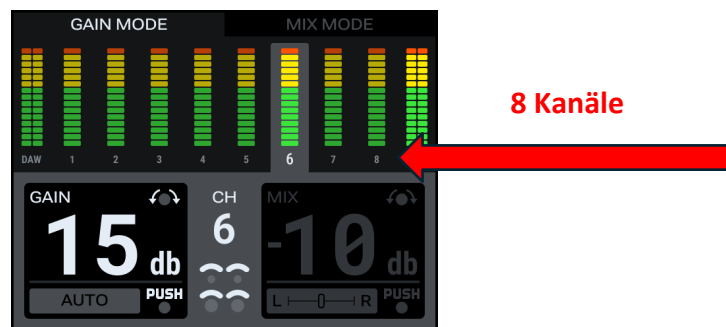 GAIN MODE MIX MODE
8 Kanäle
DAW 1 2 3 4 5 6 7 8
GAIN CH MIX
15 db 6 -10 db
AUTO PUSH L R PUSH